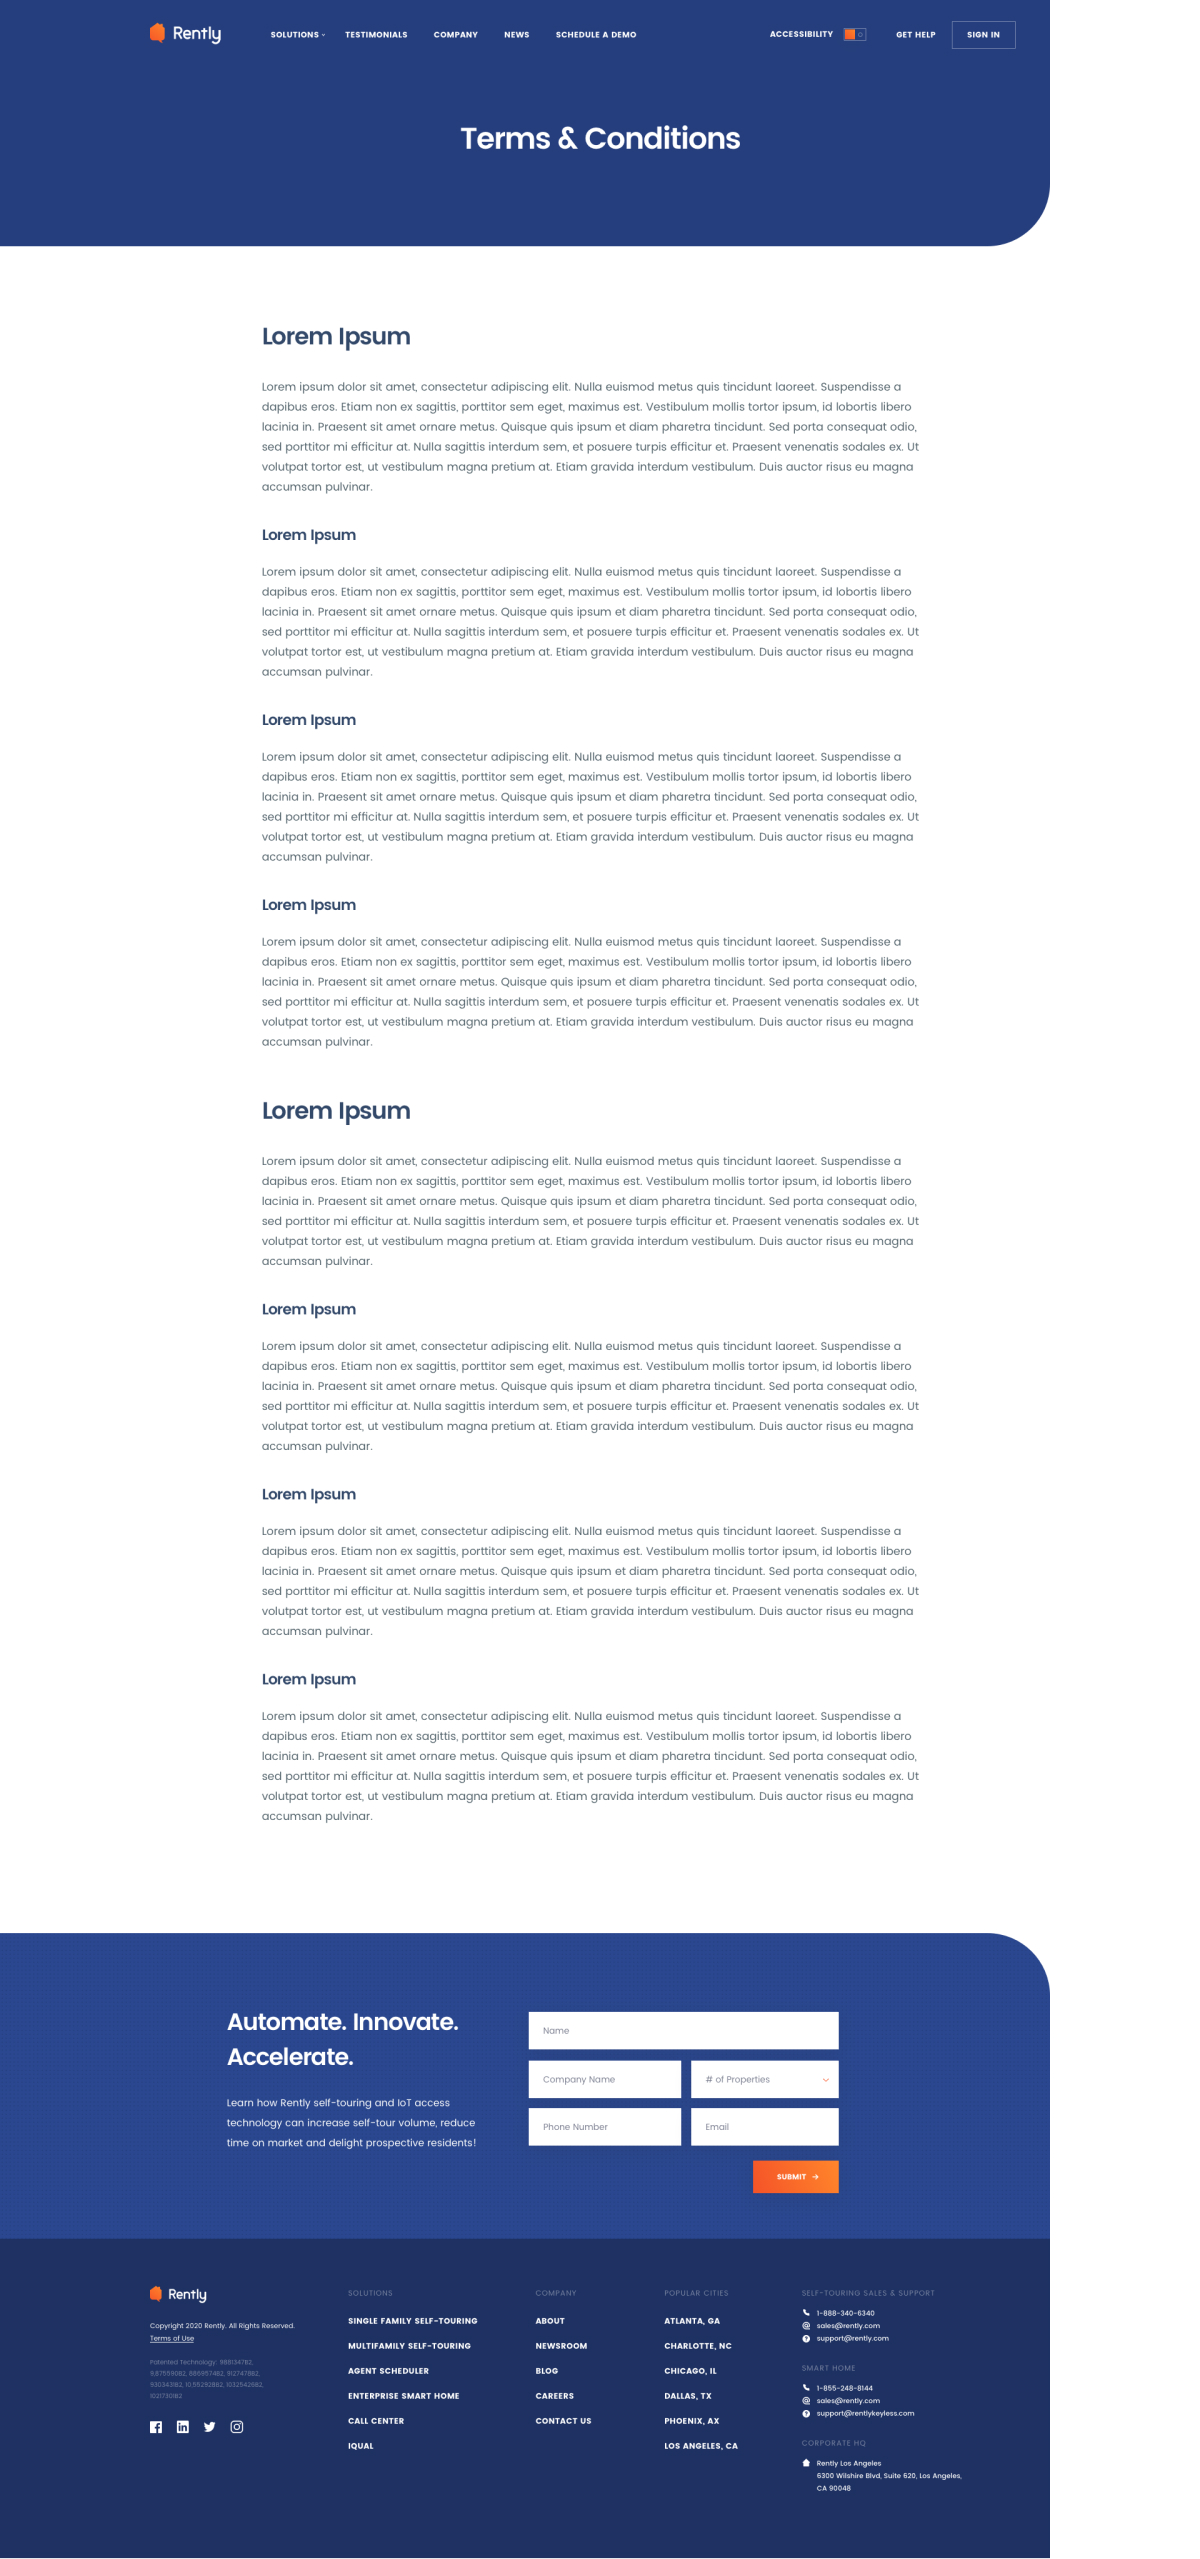 Rently
SOLUTIONS
TESTIMONIALS
COMPANY
NEWS
SCHEDULE A DEMO
ACCESSIBILITY
GET HELP
SIGN IN
Terms & Conditions
Lorem Ipsum
Lorem ipsum dolor sit amet, consectetur adipiscing elit. Nulla euismod metus quis tincidunt laoreet. Suspendisse a
dapibus eros. Etiam non ex sagittis, porttitor sem eget, maximus est. Vestibulum mollis tortor ipsum, id lobortis libero
lacinia in. Praesent sit amet ornare metus. Quisque quis ipsum et diam pharetra tincidunt. Sed porta consequat odio,
sed porttitor mi efficitur at. Nulla sagittis interdum sem, et posuere turpis efficitur et. Praesent venenatis sodales ex. Ut
volutpat tortor est, ut vestibulum magna pretium at. Etiam gravida interdum vestibulum. Duis auctor risus eu magna
accumsan pulvinar.
Lorem Ipsum
Lorem ipsum dolor sit amet, consectetur adipiscing elit. Nulla euismod metus quis tincidunt laoreet. Suspendisse a
dapibus eros. Etiam non ex sagittis, porttitor sem eget, maximus est. Vestibulum mollis tortor ipsum, id lobortis libero
lacinia in. Praesent sit amet ornare metus. Quisque quis ipsum et diam pharetra tincidunt. Sed porta consequat odio,
sed porttitor mi efficitur at. Nulla sagittis interdum sem, et posuere turpis efficitur et. Praesent venenatis sodales ex. Ut
volutpat tortor est, ut vestibulum magna pretium at. Etiam gravida interdum vestibulum. Duis auctor risus eu magna
accumsan pulvinar.
Lorem Ipsum
Lorem ipsum dolor sit amet, consectetur adipiscing elit. Nulla euismod metus quis tincidunt laoreet. Suspendisse a
dapibus eros. Etiam non ex sagittis, porttitor sem eget, maximus est. Vestibulum mollis tortor ipsum, id lobortis libero
lacinia in. Praesent sit amet ornare metus. Quisque quis ipsum et diam pharetra tincidunt. Sed porta consequat odio,
sed porttitor mi efficitur at. Nulla sagittis interdum sem, et posuere turpis efficitur et. Praesent venenatis sodales ex. Ut
volutpat tortor est, ut vestibulum magna pretium at. Etiam gravida interdum vestibulum. Duis auctor risus eu magna
accumsan pulvinar.
Lorem Ipsum
Lorem ipsum dolor sit amet, consectetur adipiscing elit. Nulla euismod metus quis tincidunt laoreet. Suspendisse a
dapibus eros. Etiam non ex sagittis, porttitor sem eget, maximus est. Vestibulum mollis tortor ipsum, id lobortis libero
lacinia in. Praesent sit amet ornare metus. Quisque quis ipsum et diam pharetra tincidunt. Sed porta consequat odio,
sed porttitor mi efficitur at. Nulla sagittis interdum sem, et posuere turpis efficitur et. Praesent venenatis sodales ex. Ut
volutpat tortor est, ut vestibulum magna pretium at. Etiam gravida interdum vestibulum. Duis auctor risus eu magna
accumsan pulvinar.
Lorem Ipsum
Lorem ipsum dolor sit amet, consectetur adipiscing elit. Nulla euismod metus quis tincidunt laoreet. Suspendisse a
dapibus eros. Etiam non ex sagittis, porttitor sem eget, maximus est. Vestibulum mollis tortor ipsum, id lobortis libero
lacinia in. Praesent sit amet ornare metus. Quisque quis ipsum et diam pharetra tincidunt. Sed porta consequat odio,
sed porttitor mi efficitur at. Nulla sagittis interdum sem, et posuere turpis efficitur et. Praesent venenatis sodales ex. Ut
volutpat tortor est, ut vestibulum magna pretium at. Etiam gravida interdum vestibulum. Duis auctor risus eu magna
accumsan pulvinar.
Lorem Ipsum
Lorem ipsum dolor sit amet, consectetur adipiscing elit. Nulla euismod metus quis tincidunt laoreet. Suspendisse a
dapibus eros. Etiam non ex sagittis, porttitor sem eget, maximus est. Vestibulum mollis tortor ipsum, id lobortis libero
lacinia in. Praesent sit amet ornare metus. Quisque quis ipsum et diam pharetra tincidunt. Sed porta consequat odio,
sed porttitor mi efficitur at. Nulla sagittis interdum sem, et posuere turpis efficitur et. Praesent venenatis sodales ex. Ut
volutpat tortor est, ut vestibulum magna pretium at. Etiam gravida interdum vestibulum. Duis auctor risus eu magna
accumsan pulvinar.
Lorem Ipsum
Lorem ipsum dolor sit amet, consectetur adipiscing elit. Nulla euismod metus quis tincidunt laoreet. Suspendisse a
dapibus eros. Etiam non ex sagittis, porttitor sem eget, maximus est. Vestibulum mollis tortor ipsum, id lobortis libero
lacinia in. Praesent sit amet ornare metus. Quisque quis ipsum et diam pharetra tincidunt. Sed porta consequat odio,
sed porttitor mi efficitur at. Nulla sagittis interdum sem, et posuere turpis efficitur et. Praesent venenatis sodales ex. Ut
volutpat tortor est, ut vestibulum magna pretium at. Etiam gravida interdum vestibulum. Duis auctor risus eu magna
accumsan pulvinar.
Lorem Ipsum
Lorem ipsum dolor sit amet, consectetur adipiscing elit. Nulla euismod metus quis tincidunt laoreet. Suspendisse a
dapibus eros. Etiam non ex sagittis, porttitor sem eget, maximus est. Vestibulum mollis tortor ipsum, id lobortis libero
lacinia in. Praesent sit amet ornare metus. Quisque quis ipsum et diam pharetra tincidunt. Sed porta consequat odio,
sed porttitor mi efficitur at. Nulla sagittis interdum sem, et posuere turpis efficitur et. Praesent venenatis sodales ex. Ut
volutpat tortor est, ut vestibulum magna pretium at. Etiam gravida interdum vestibulum. Duis auctor risus eu magna
accumsan pulvinar.
Automate. Innovate.
Accelerate.
Learn how Rently self-touring and IoT access
technology can increase self-tour volume, reduce
time on market and delight prospective residents!
Name
Company Name
# of Properties
Phone Number
Email
SUBMIT →
Rently
Copyright 2020 Rently. All Rights Reserved.
Terms of Use
Patented Technology:
SOLUTIONS
SINGLE FAMILY SELF-TOURING
MULTIFAMILY SELF-TOURING
AGENT SCHEDULER
ENTERPRISE SMART HOME
CALL CENTER
IQUAL
COMPANY
ABOUT
NEWSROOM
BLOG
CAREERS
CONTACT US
POPULAR CITIES
ATLANTA, GA
CHARLOTTE, NC
CHICAGO, IL
DALLAS, TX
PHOENIX, AX
LOS ANGELES, CA
SELF-TOURING SALES & SUPPORT
1-888-340-6340
sales@rently.com
support@rently.com
SMART HOME
1-855-248-8144
sales@rently.com
support@rentlykeyless.com
CORPORATE HQ
Rently Los Angeles
6300 Wilshire Blvd, Suite 620, Los Angeles,
CA 90048